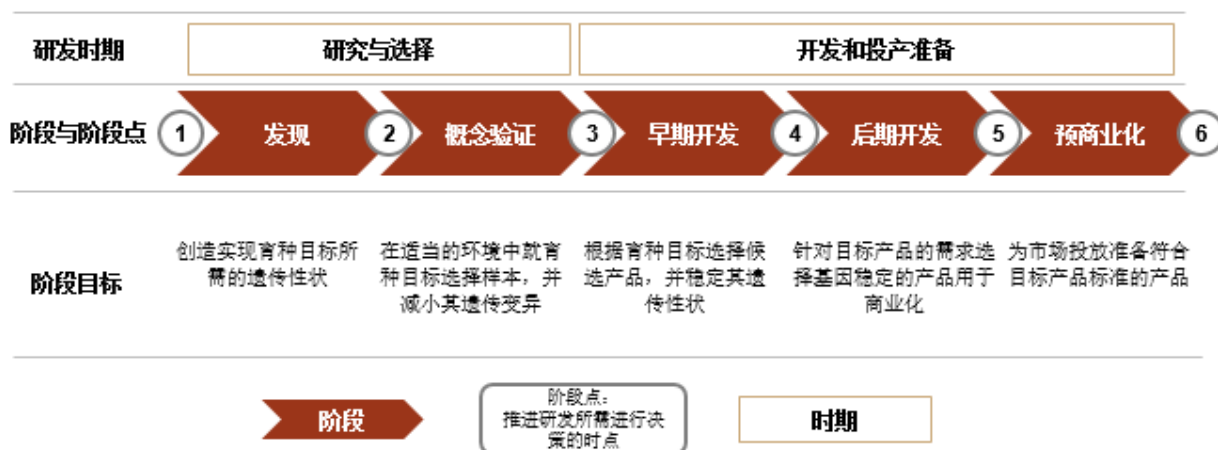 研发时期
研究与选择
开发和投产准备
阶段与阶段点
1
发现
2
概念验证
3
早期开发
4
后期开发
5
预商业化
6
阶段目标
创造实现育种目标所
需的遗传性状
在适当的环境中就育
种目标选择样本，并
减小其遗传变异
根据育种目标选择候
选产品，并稳定其遗
传性状
针对目标产品的需求选
择基因稳定的产品用于
商业化
为市场投放准备符合
目标产品标准的产品
阶段
阶段点：
推进研发所需进行决
策的时点
时期